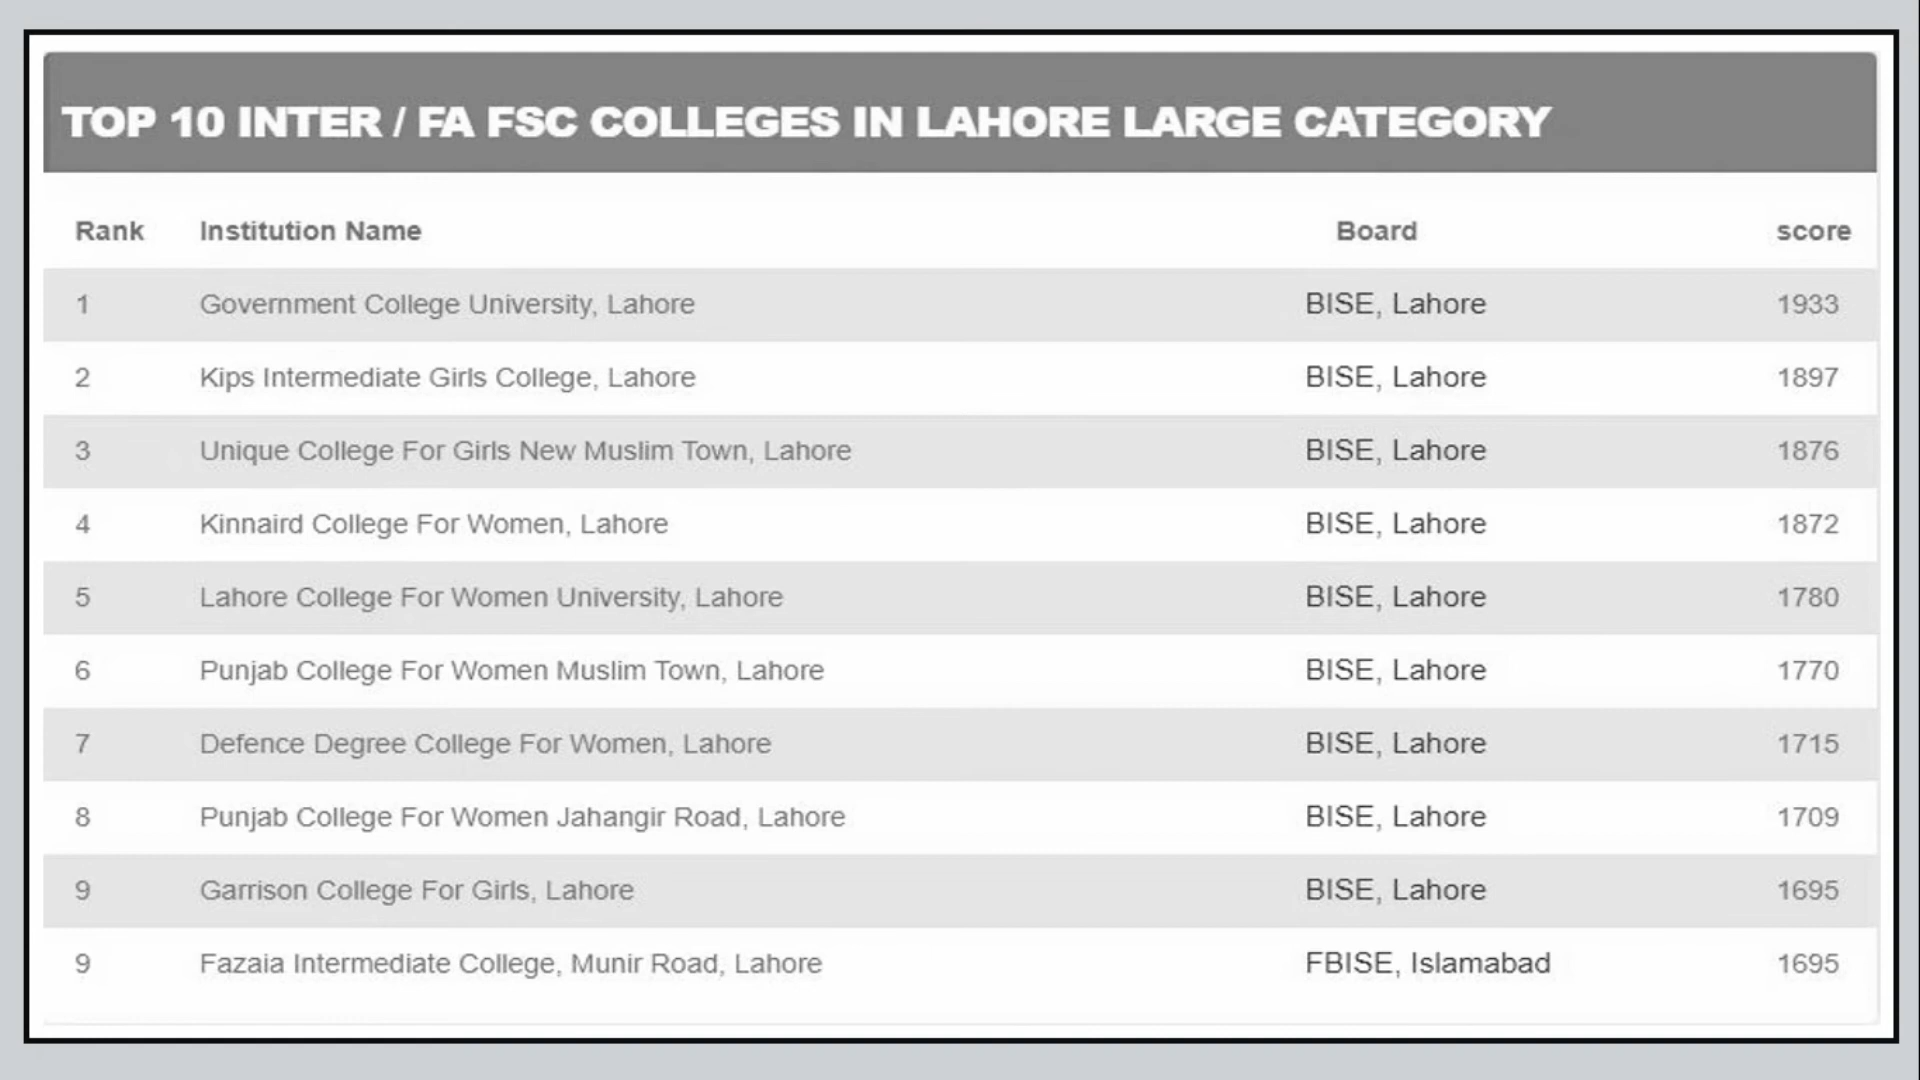 TOP 10 INTER / FA FSC COLLEGES IN LAHORE LARGE CATEGORY
Rank Institution Name Board score
1 Government College University, Lahore BISE, Lahore 1933
2 Kips Intermediate Girls College, Lahore BISE, Lahore 1897
3 Unique College For Girls New Muslim Town, Lahore BISE, Lahore 1876
4 Kinnaird College For Women, Lahore BISE, Lahore 1872
5 Lahore College For Women University, Lahore BISE, Lahore 1780
6 Punjab College For Women Muslim Town, Lahore BISE, Lahore 1770
7 Defence Degree College For Women, Lahore BISE, Lahore 1715
8 Punjab College For Women Jahangir Road, Lahore BISE, Lahore 1709
9 Garrison College For Girls, Lahore BISE, Lahore 1695
9 Fazaia Intermediate College, Munir Road, Lahore FBISE, Islamabad 1695